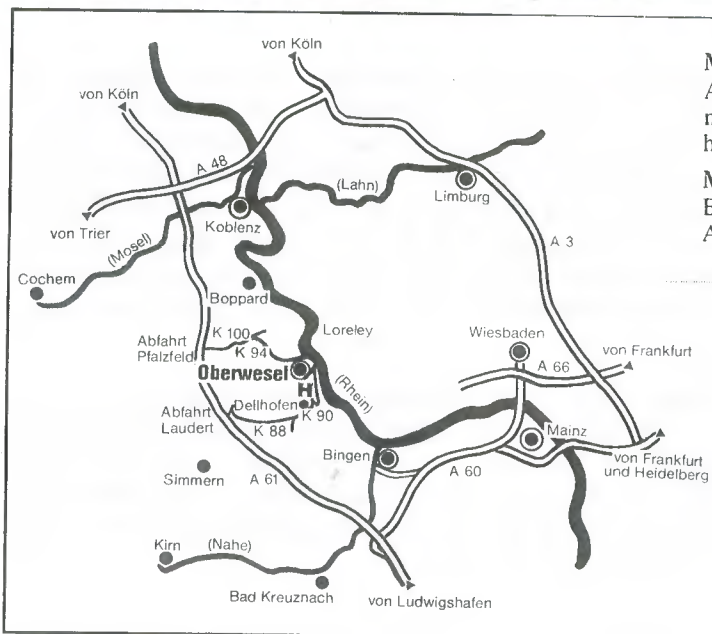 von Köln
von Köln
A 48
(Lahn)
Limburg
von Trier
(Mosel)
Koblenz
A 3
Cochem
Boppard
Abfahrt
Pfalzfeld
K 100
K 94
Loreley
Wiesbaden
von Frankfurt
A 66
Oberwesel
(Rhein)
H
Dellhofen
K 90
Abfahrt
Laudert
K 88
Mainz
Bingen
A 60
von Frankfurt
und Heidelberg
Simmern
A 61
Kirn
(Nahe)
Bad Kreuznach
von Ludwigshafen